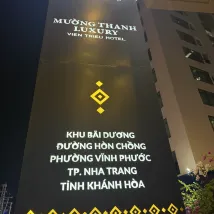 MƯỜNG THANH
LUXURY
VIỄN TRIỀU HOTEL
KHU BÃI DƯƠNG
ĐƯỜNG HÒN CHỒNG
PHƯỜNG VĨNH PHƯỚC
TP. NHA TRANG
TỈNH KHÁNH HÒA